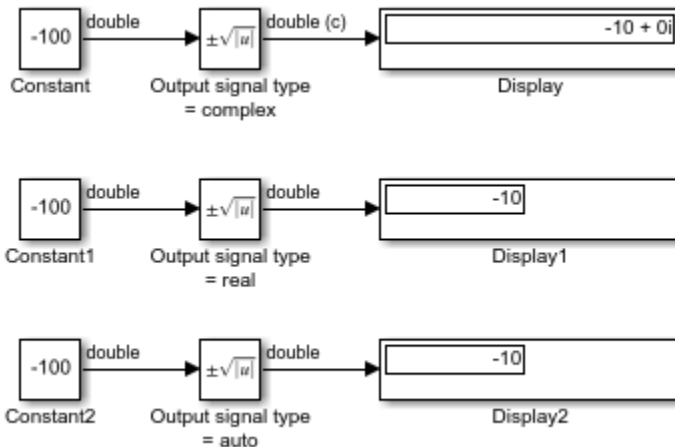 double
double (c)
-100
±√|u|
-10 + 0i
Constant
Output signal type
= complex
Display
double
double
-100
±√|u|
-10
Constant1
Output signal type
= real
Display1
double
double
-100
±√|u|
-10
Constant2
Output signal type
= auto
Display2